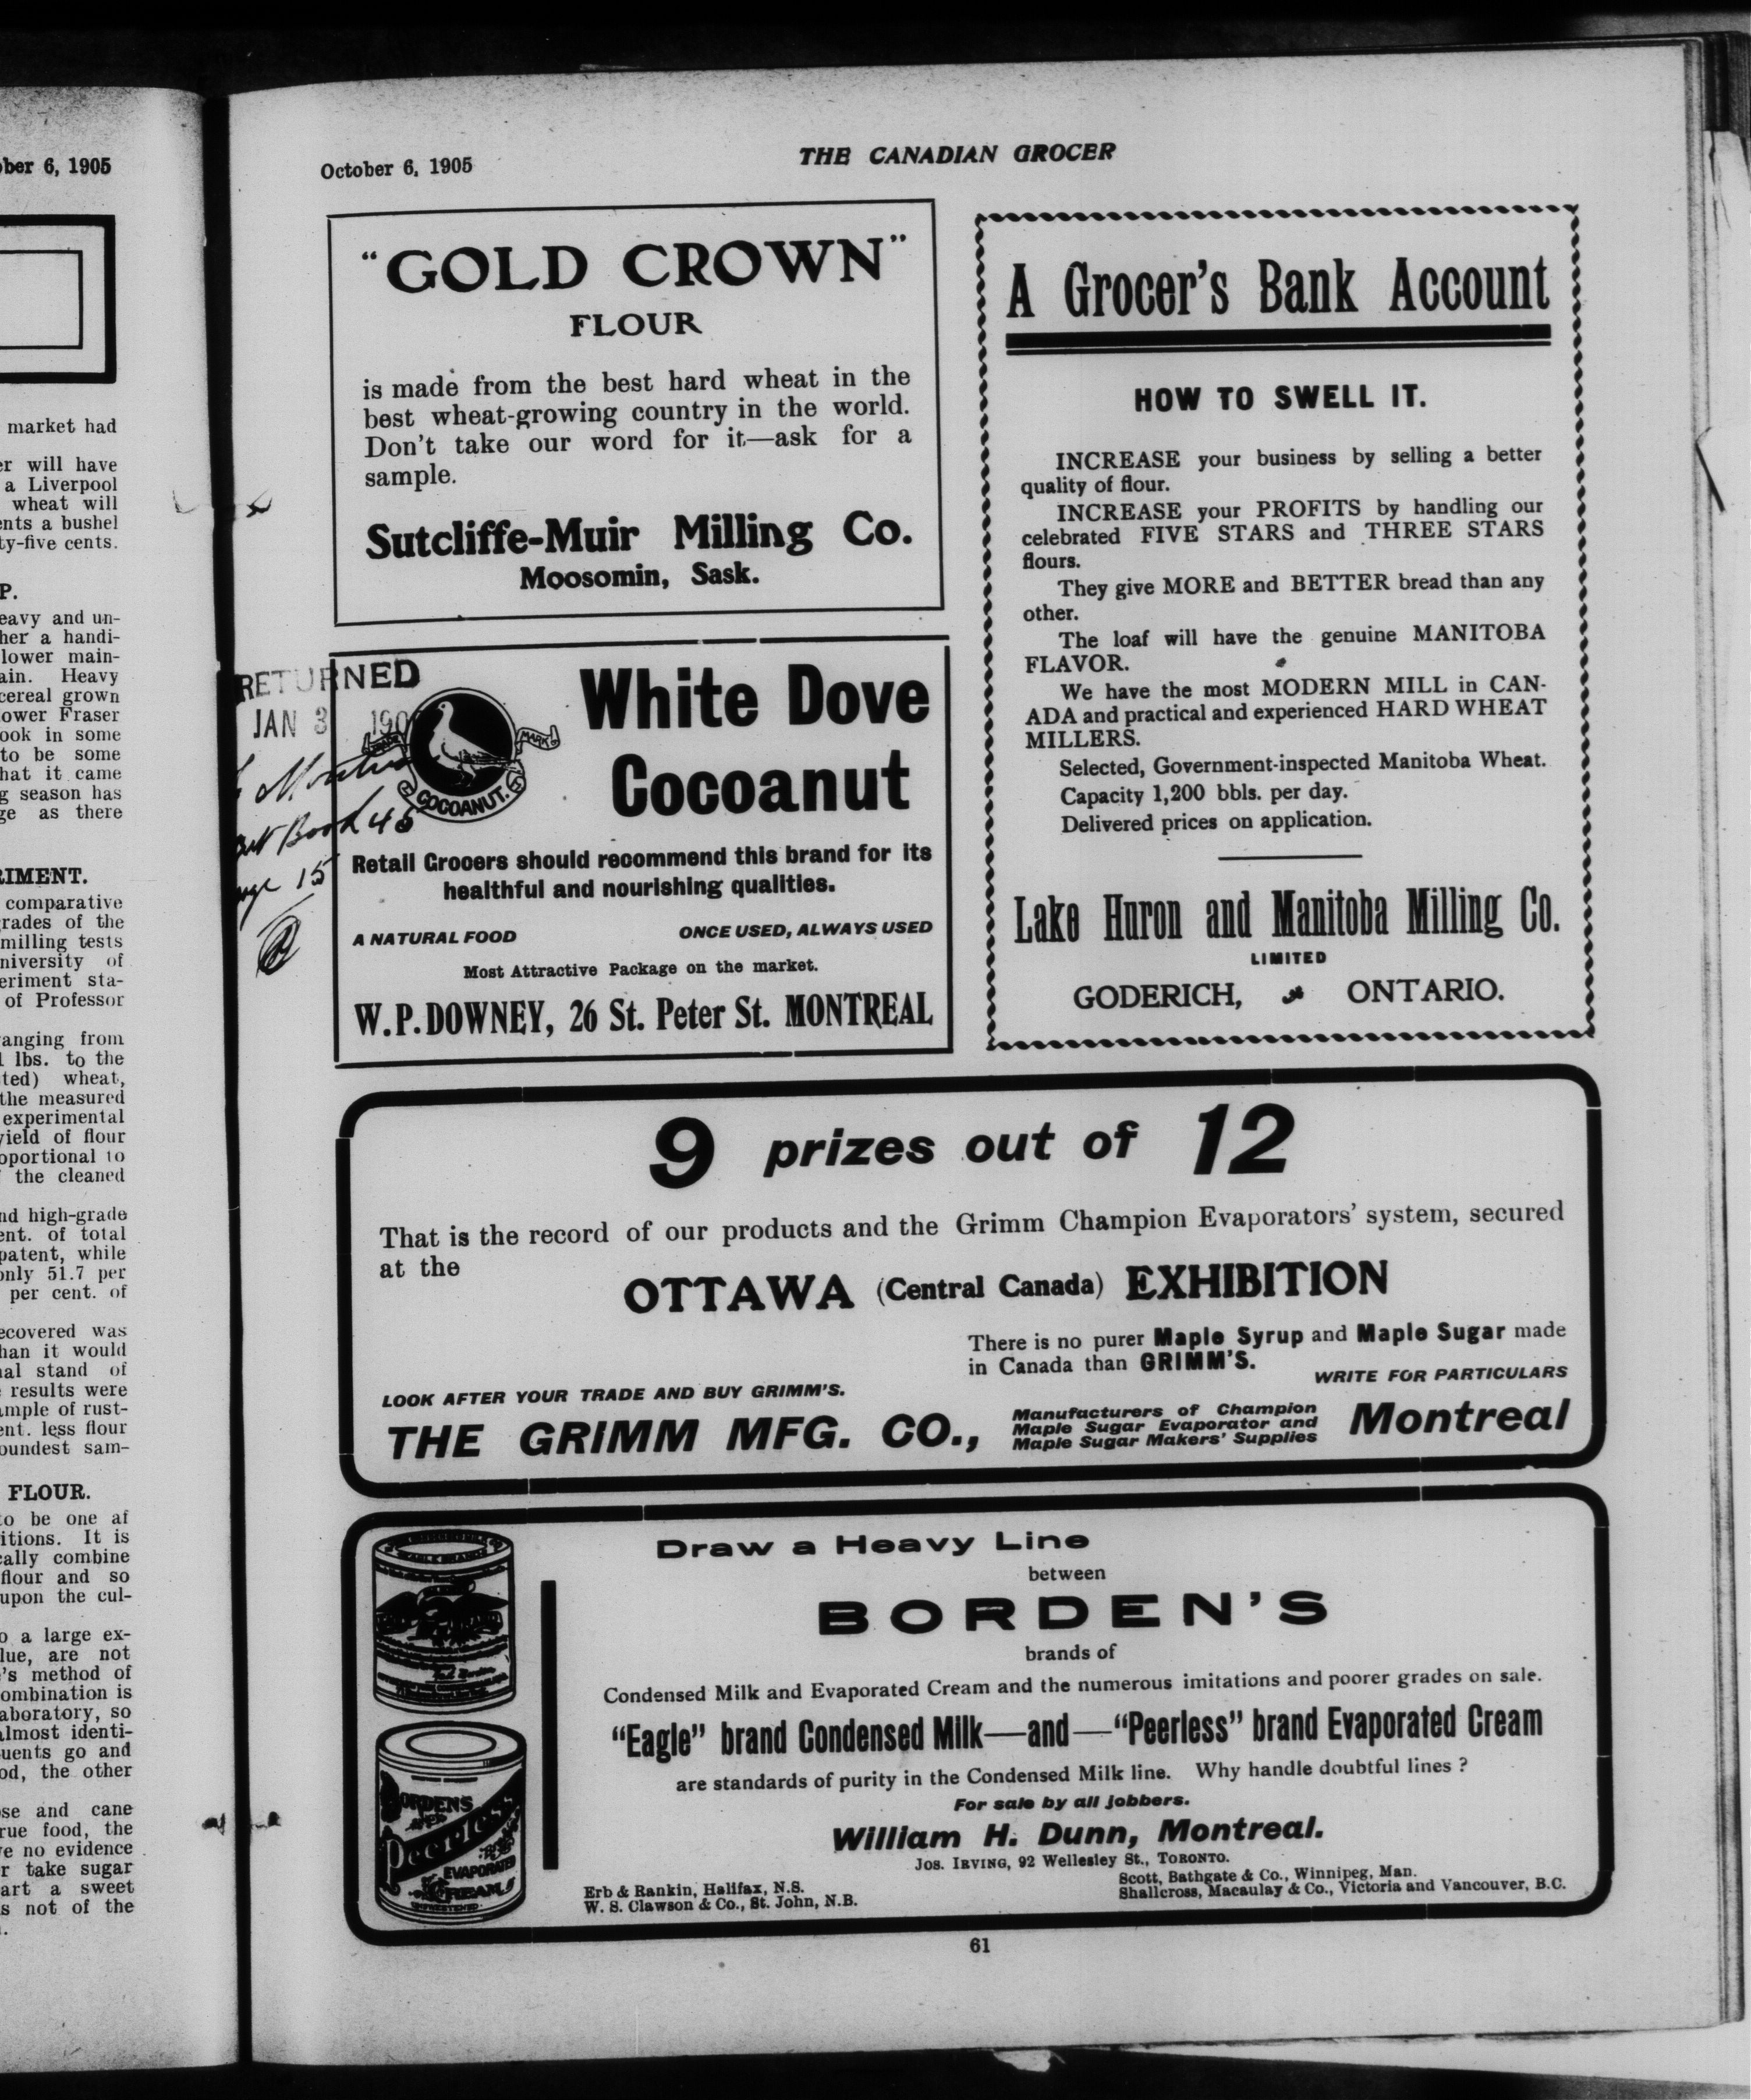 ber 6, 1905
market had
er will have
a Liverpool
wheat will
ents a bushel
ty-five cents.
P.
eavy and un-
her a handi-
lower main-
ain. Heavy
cereal grown
ower Fraser
ook in some
to be some
hat it came
g season has
ge as there
RIMENT.
comparative
rades of the
milling tests
niversity of
eriment sta-
of Professor
anging from
lbs. to the
ted) wheat,
the measured
experimental
yield of flour
oportional to
the cleaned
nd high-grade
ent. of total
patent, while
only 51.7 per
per cent. of
ecovered was
han it would
al stand of
results were
ample of rust-
ent. less flour
oundest sam-
FLOUR.
to be one af
itions. It is
cally combine
flour and so
upon the cul-
o a large ex-
lue, are not
's method of
ombination is
aboratory, so
almost identi-
uents go and
od, the other
se and cane
rue food, the
e no evidence
r take sugar
art a sweet
s not of the
October 6, 1905
THE CANADIAN GROCER
"GOLD CROWN"
FLOUR
is made from the best hard wheat in the
best wheat-growing country in the world.
Don't take our word for it—ask for a
sample.
Sutcliffe-Muir Milling Co.
Moosomin, Sask.
RETURNED
JAN 3 190
Book 45
15
TRADE MARK
COCOANUT.
White Dove
Cocoanut
Retail Grocers should recommend this brand for its
healthful and nourishing qualities.
A NATURAL FOOD ONCE USED, ALWAYS USED
Most Attractive Package on the market.
W. P. DOWNEY, 26 St. Peter St. MONTREAL
A Grocer's Bank Account
HOW TO SWELL IT.
INCREASE your business by selling a better
quality of flour.
INCREASE your PROFITS by handling our
celebrated FIVE STARS and THREE STARS
flours.
They give MORE and BETTER bread than any
other.
The loaf will have the genuine MANITOBA
FLAVOR.
We have the most MODERN MILL in CAN-
ADA and practical and experienced HARD WHEAT
MILLERS.
Selected, Government-inspected Manitoba Wheat.
Capacity 1,200 bbls. per day.
Delivered prices on application.
Lake Huron and Manitoba Milling Co.
LIMITED
GODERICH, ONTARIO.
9 prizes out of 12
That is the record of our products and the Grimm Champion Evaporators' system, secured
at the
OTTAWA (Central Canada) EXHIBITION
There is no purer Maple Syrup and Maple Sugar made
in Canada than GRIMM'S.
WRITE FOR PARTICULARS
LOOK AFTER YOUR TRADE AND BUY GRIMM'S.
THE GRIMM MFG. CO.,
Manufacturers of Champion
Maple Sugar Evaporator and
Maple Sugar Makers' Supplies
Montreal
BORDEN'S
Peerless
EVAPORATED
CREAM
UNSWEETENED
Draw a Heavy Line
between
BORDEN'S
brands of
Condensed Milk and Evaporated Cream and the numerous imitations and poorer grades on sale.
"Eagle" brand Condensed Milk—and—"Peerless" brand Evaporated Cream
are standards of purity in the Condensed Milk line. Why handle doubtful lines ?
For sale by all jobbers.
William H. Dunn, Montreal.
Jos. Irving, 92 Wellesley St., Toronto.
Erb & Rankin, Halifax, N.S.
W. S. Clawson & Co., St. John, N.B.
Scott, Bathgate & Co., Winnipeg, Man.
Shallcross, Macaulay & Co., Victoria and Vancouver, B.C.
61